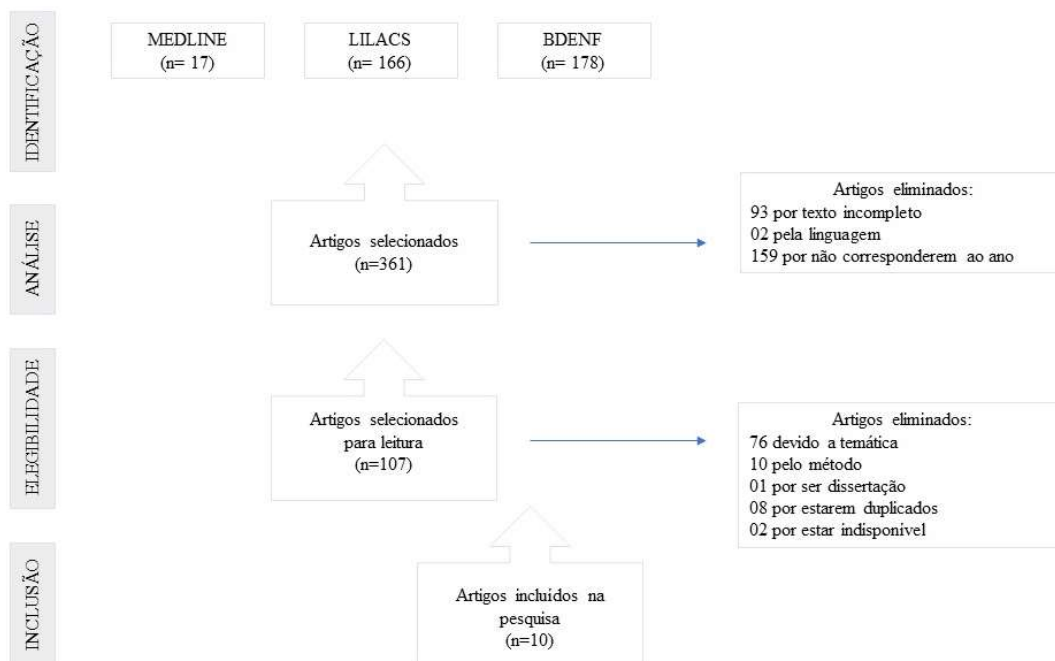 IDENTIFICAÇÃO
MEDLINE
(n= 17)
LILACS
(n= 166)
BDENF
(n= 178)
ANÁLISE
Artigos selecionados
(n=361)
Artigos eliminados:
93 por texto incompleto
02 pela linguagem
159 por não corresponderem ao ano
ELEGIBILIDADE
Artigos selecionados
para leitura
(n=107)
Artigos eliminados:
76 devido a temática
10 pelo método
01 por ser dissertação
08 por estarem duplicados
02 por estar indisponível
INCLUSÃO
Artigos incluídos na
pesquisa
(n=10)